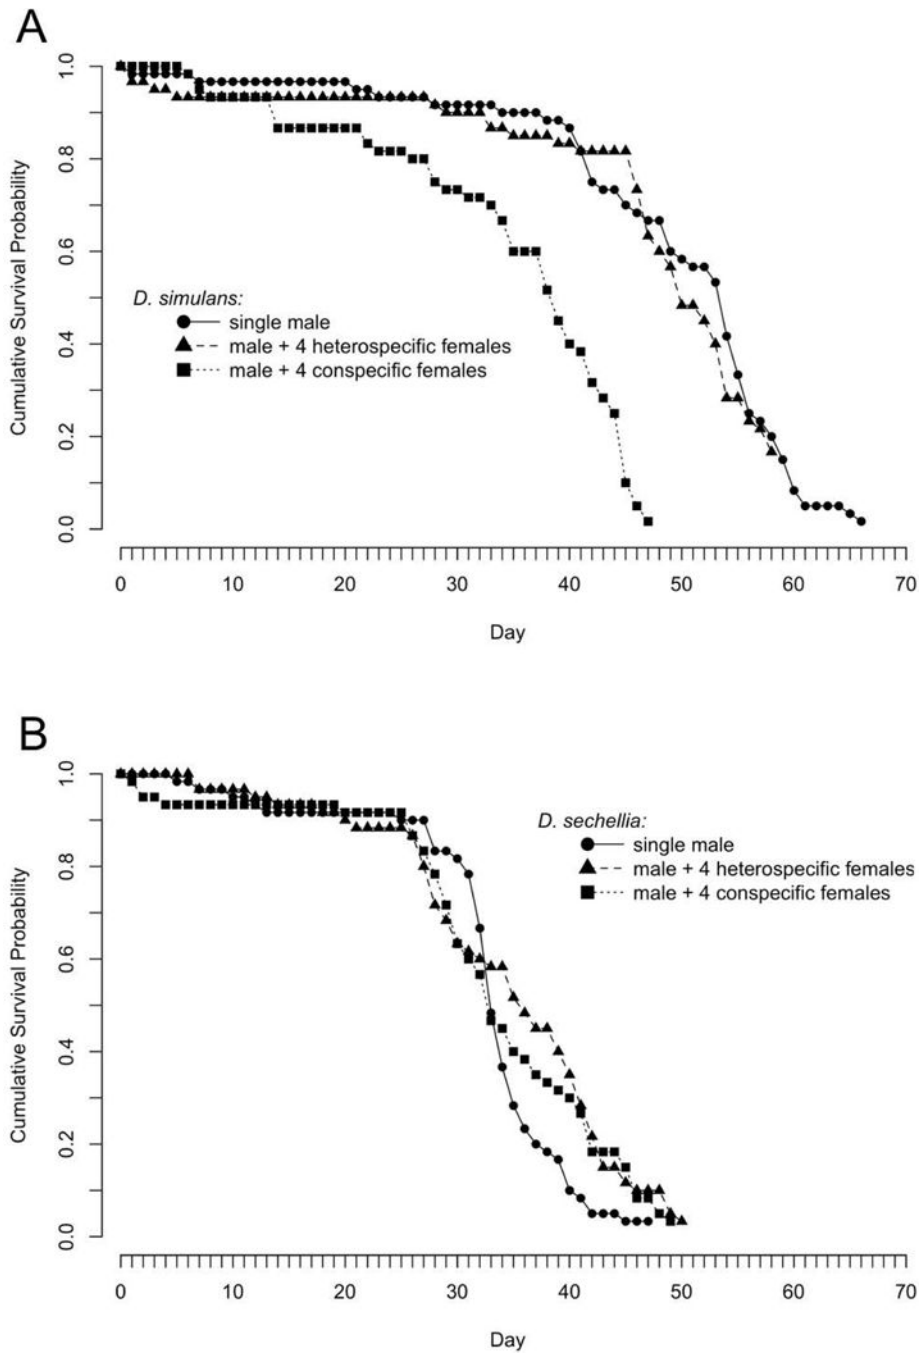 A
Cumulative Survival Probability
1.0
0.8
0.6
0.4
0.2
0.0
D. simulans:
single male
male + 4 heterospecific females
male + 4 conspecific females
0 10 20 30 40 50 60 70
Day
B
Cumulative Survival Probability
1.0
0.8
0.6
0.4
0.2
0.0
D. sechellia:
single male
male + 4 heterospecific females
male + 4 conspecific females
0 10 20 30 40 50 60 70
Day